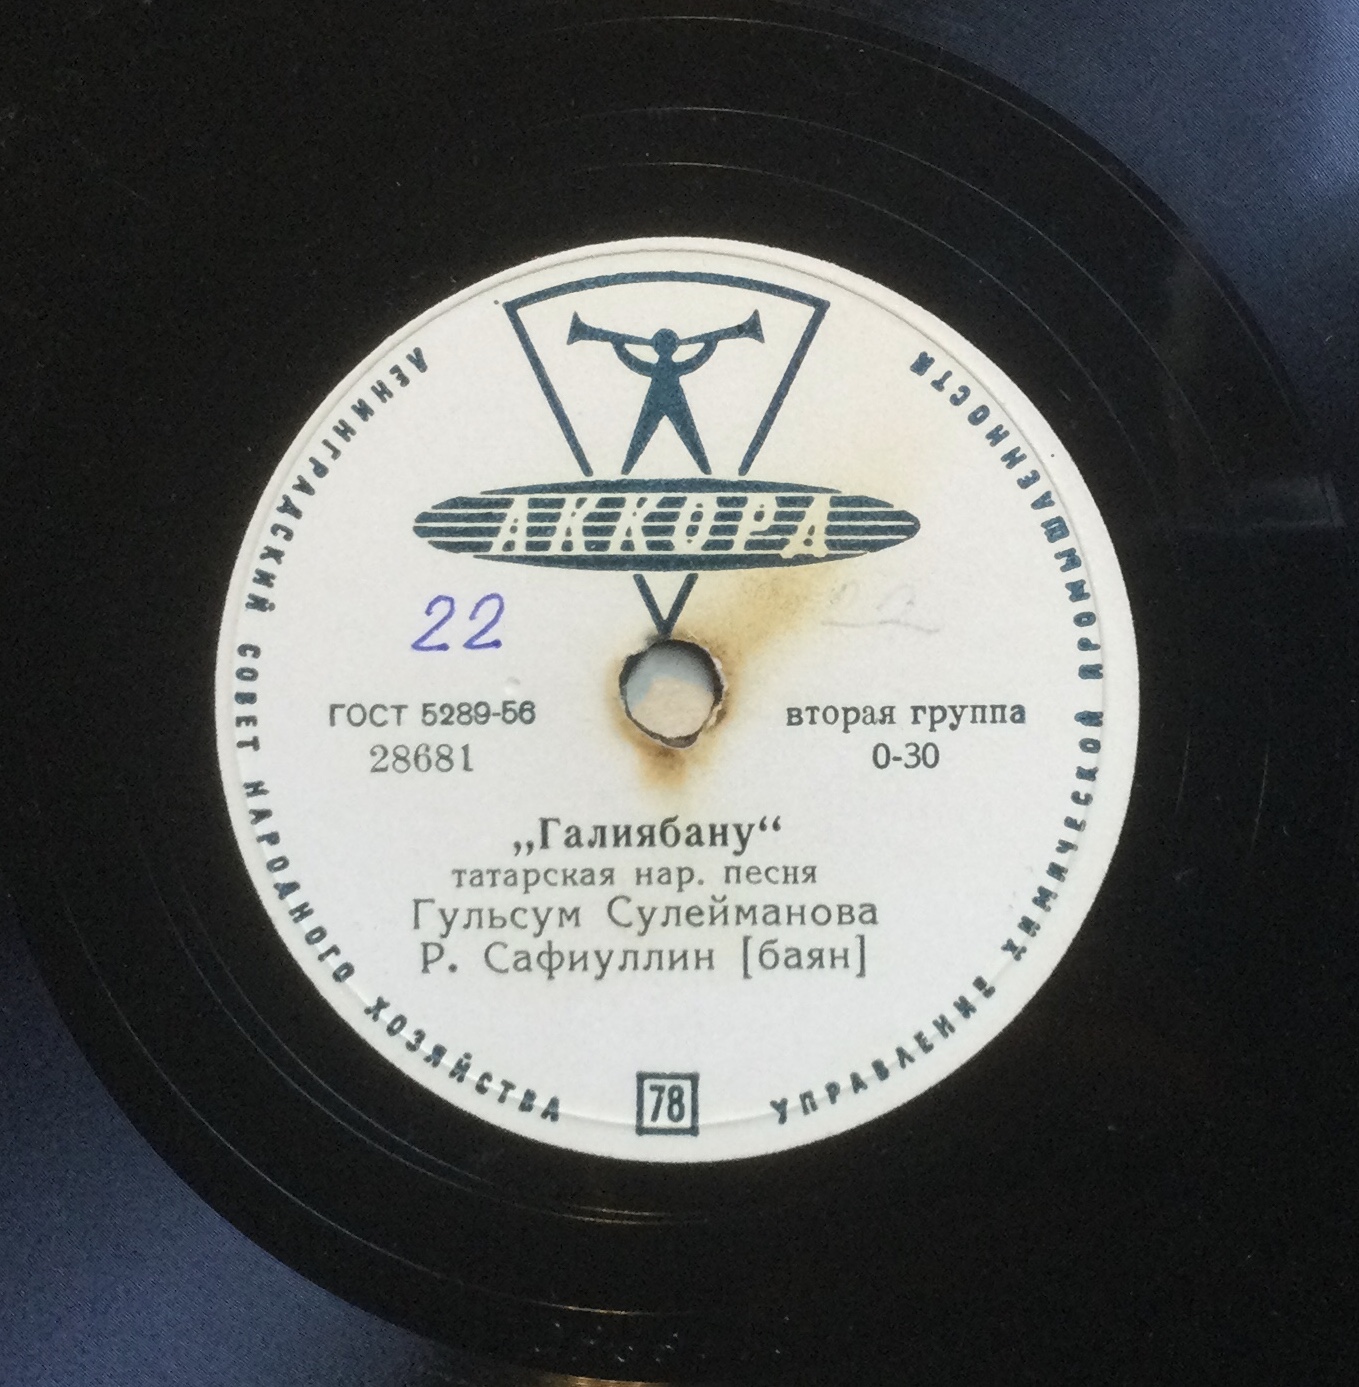 АККОРД
ЛЕНИНГРАДСКИЙ СОВЕТ НАРОДНОГО ХОЗЯЙСТВА
УПРАВЛЕНИЕ ХИМИЧЕСКОЙ ПРОМЫШЛЕННОСТИ
22
22
ГОСТ 5289-56
28681
вторая группа
0-30
„Галиябану“
татарская нар. песня
Гульсум Сулейманова
Р. Сафиуллин [баян]
78